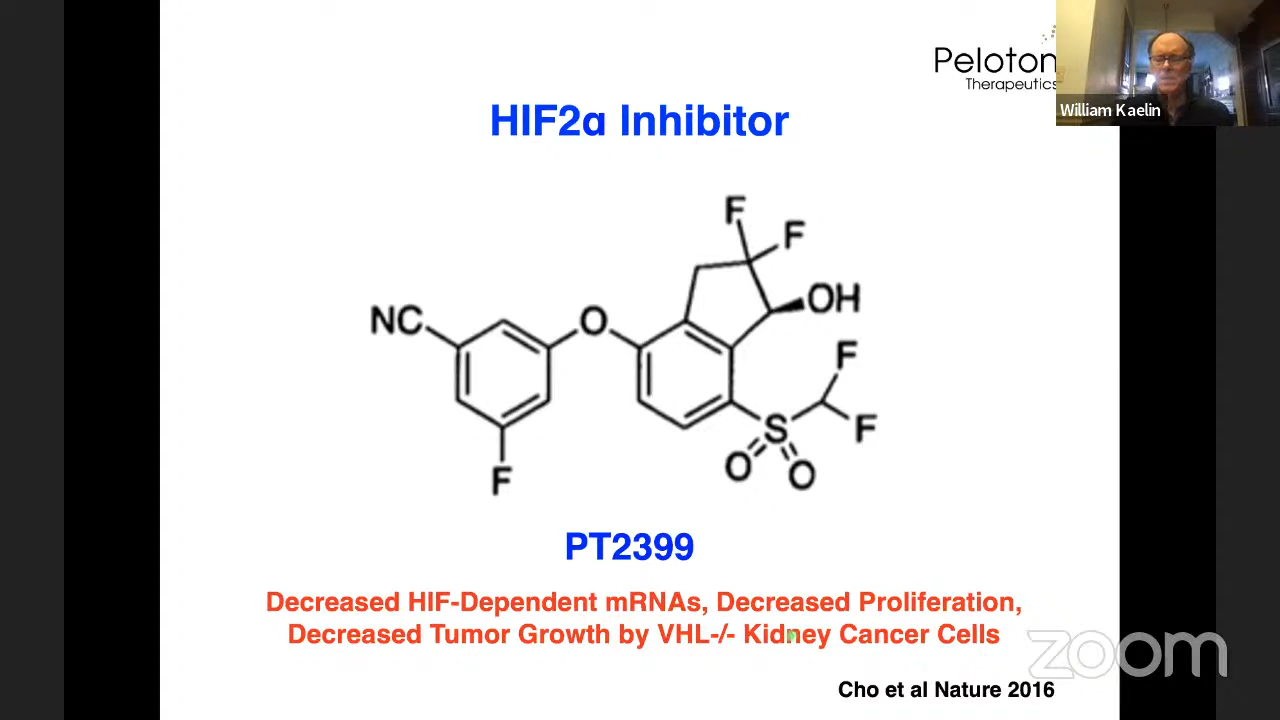 Peloton
Therapeutics
William Kaelin
HIF2α Inhibitor
F
F
OH
NC
O
F
F
S
O
O
F
PT2399
Decreased HIF-Dependent mRNAs, Decreased Proliferation,
Decreased Tumor Growth by VHL-/- Kidney Cancer Cells
zoom
Cho et al Nature 2016